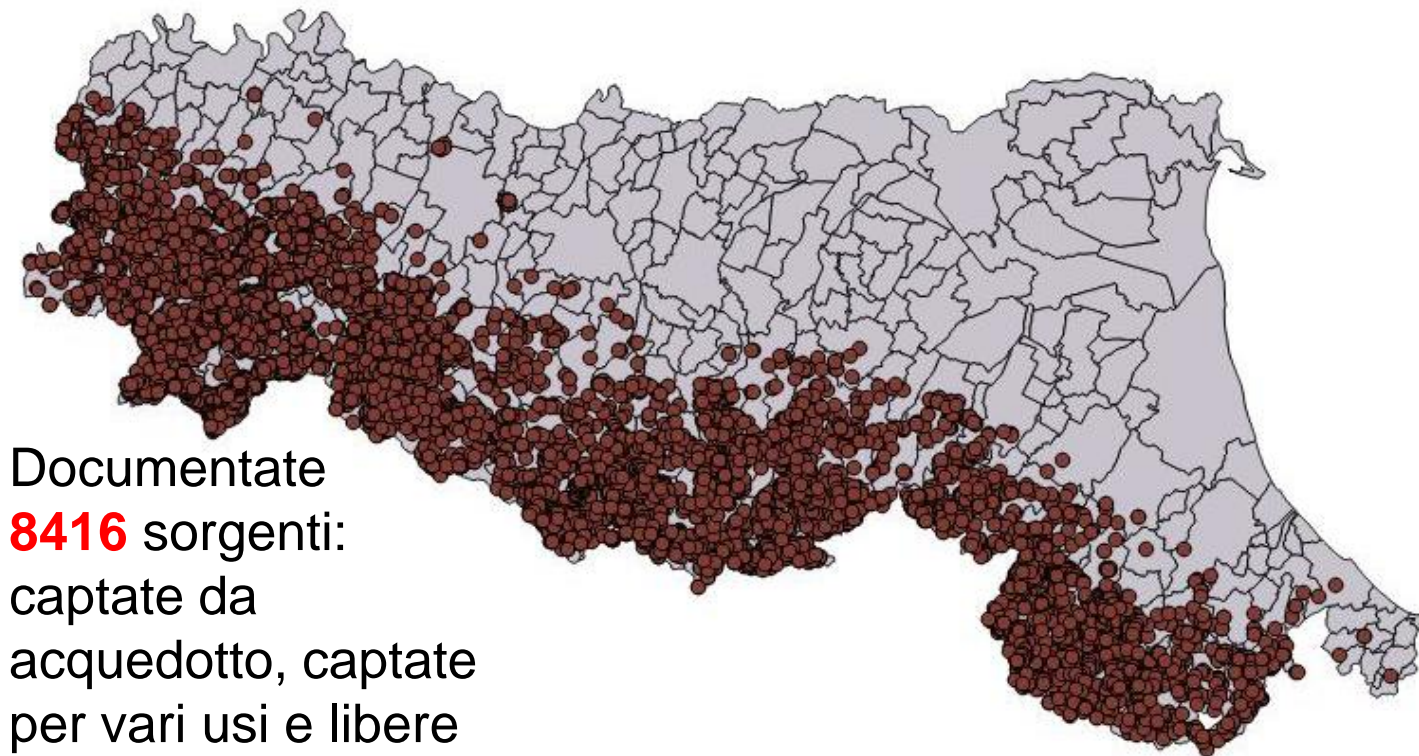 Documentate
8416 sorgenti:
captate da
acquedotto, captate
per vari usi e libere